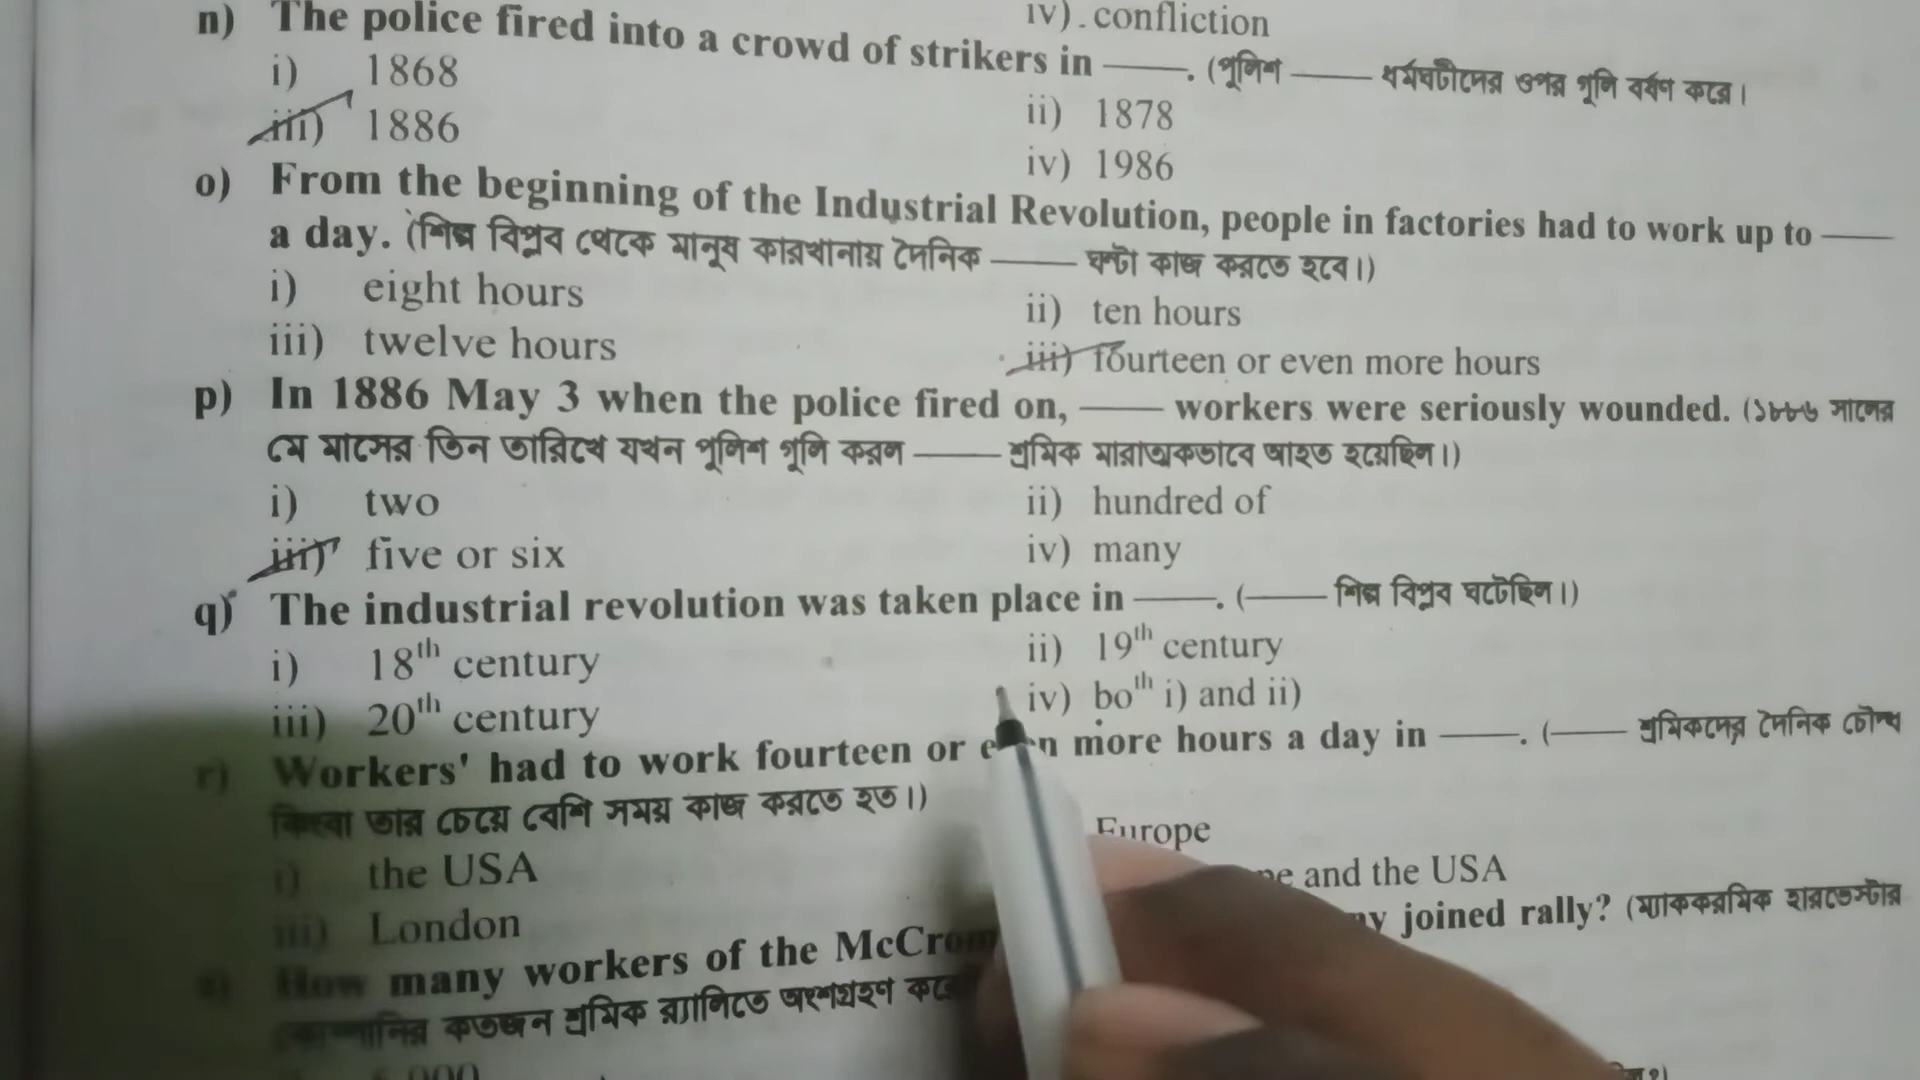 iv). confliction
n) The police fired into a crowd of strikers in ——. (পুলিশ —— ধর্মঘটীদের ওপর গুলি বর্ষণ করে।
i) 1868
ii) 1878
iii) 1886
iv) 1986
o) From the beginning of the Industrial Revolution, people in factories had to work up to ——
a day. (শিল্প বিপ্লব থেকে মানুষ কারখানায় দৈনিক —— ঘণ্টা কাজ করতে হবে।)
i) eight hours
ii) ten hours
iii) twelve hours
iii) fourteen or even more hours
p) In 1886 May 3 when the police fired on, —— workers were seriously wounded. (১৮৮৬ সালের
মে মাসের তিন তারিখে যখন পুলিশ গুলি করল —— শ্রমিক মারাত্মকভাবে আহত হয়েছিল।)
i) two
ii) hundred of
iii) five or six
iv) many
q) The industrial revolution was taken place in ——. (—— শিল্প বিপ্লব ঘটেছিল।)
i) 18th century
ii) 19th century
iii) 20th century
iv) both i) and ii)
r) Workers' had to work fourteen or even more hours a day in ——. (—— শ্রমিকদের দৈনিক চৌদ্দ
কিংবা তার চেয়ে বেশি সময় কাজ করতে হত।)
i) the USA
Europe
iii) London
and the USA
How many workers of the McCrom joined rally? (ম্যাককরমিক হারভেস্টার
কতজন শ্রমিক র‍্যালিতে অংশগ্রহণ